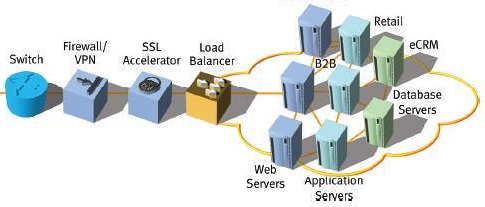 Retail
eCRM
Switch
Firewall/
VPN
SSL
Accelerator
Load
Balancer
B2B
Database
Servers
Web
Servers
Application
Servers